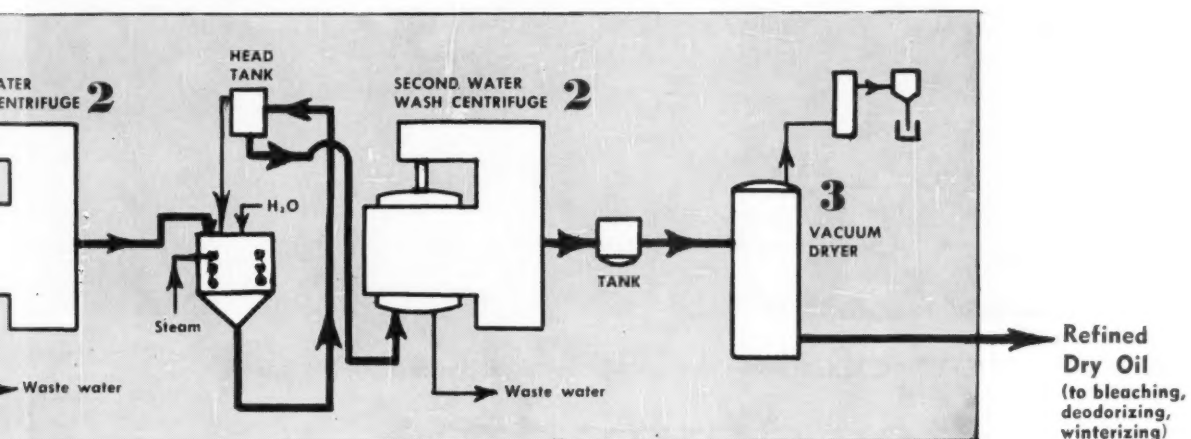 HEAD
TANK
ATER
ENTRIFUGE 2
SECOND WATER
WASH CENTRIFUGE 2
H₂O
3
VACUUM
DRYER
TANK
Steam
Waste water
Waste water
Refined
Dry Oil
(to bleaching,
deodorizing,
winterizing)